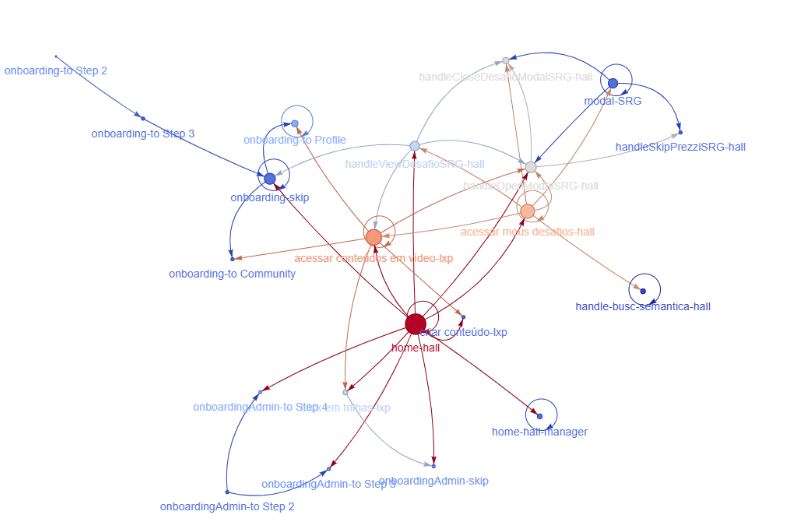 onboarding-to Step 2
handleCloseDesafioModalSRG-hall
modal-SRG
onboarding-to Step 3
onboarding-to Profile
handleSkipPrezziSRG-hall
handleViewDesafioSRG-hall
handleOpenModalSRG-hall
onboarding-skip
acessar meus desafios-hall
acessar conteúdos em video-lxp
onboarding-to Community
handle-busc-semantica-hall
conteúdo-lxp
home-hall
onboardingAdmin-to Step 4
em trilhas-lxp
home-hall-manager
onboardingAdmin-to Step 3
onboardingAdmin-skip
onboardingAdmin-to Step 2